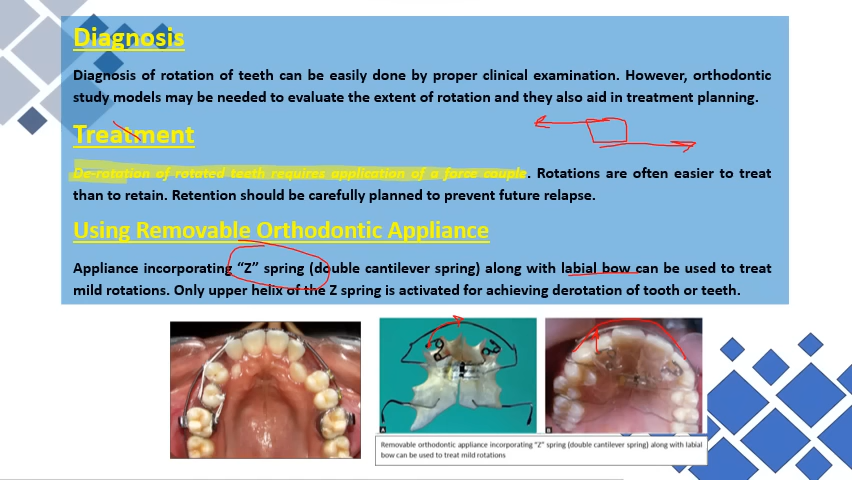 Diagnosis
Diagnosis of rotation of teeth can be easily done by proper clinical examination. However, orthodontic
study models may be needed to evaluate the extent of rotation and they also aid in treatment planning.
Treatment
De-rotation of rotated teeth requires application of a force couple. Rotations are often easier to treat
than to retain. Retention should be carefully planned to prevent future relapse.
Using Removable Orthodontic Appliance
Appliance incorporating “Z” spring (double cantilever spring) along with labial bow can be used to treat
mild rotations. Only upper helix of the Z spring is activated for achieving derotation of tooth or teeth.
A
B
Removable orthodontic appliance incorporating “Z” spring (double cantilever spring) along with labial
bow can be used to treat mild rotations